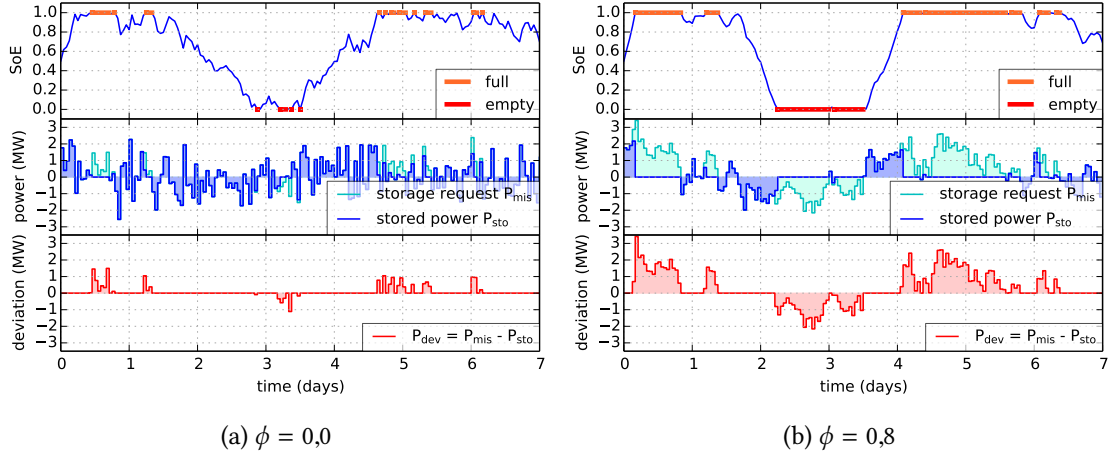 1.0
0.8
0.6
0.4
0.2
0.0
SoE
full
empty
3
2
1
0
−1
−2
−3
power (MW)
storage request P_mis
stored power P_sto
3
2
1
0
−1
−2
−3
deviation (MW)
P_dev = P_mis - P_sto
0 1 2 3 4 5 6 7
time (days)
(a) ϕ = 0,0
1.0
0.8
0.6
0.4
0.2
0.0
SoE
full
empty
3
2
1
0
−1
−2
−3
power (MW)
storage request P_mis
stored power P_sto
3
2
1
0
−1
−2
−3
deviation (MW)
P_dev = P_mis - P_sto
0 1 2 3 4 5 6 7
time (days)
(b) ϕ = 0,8